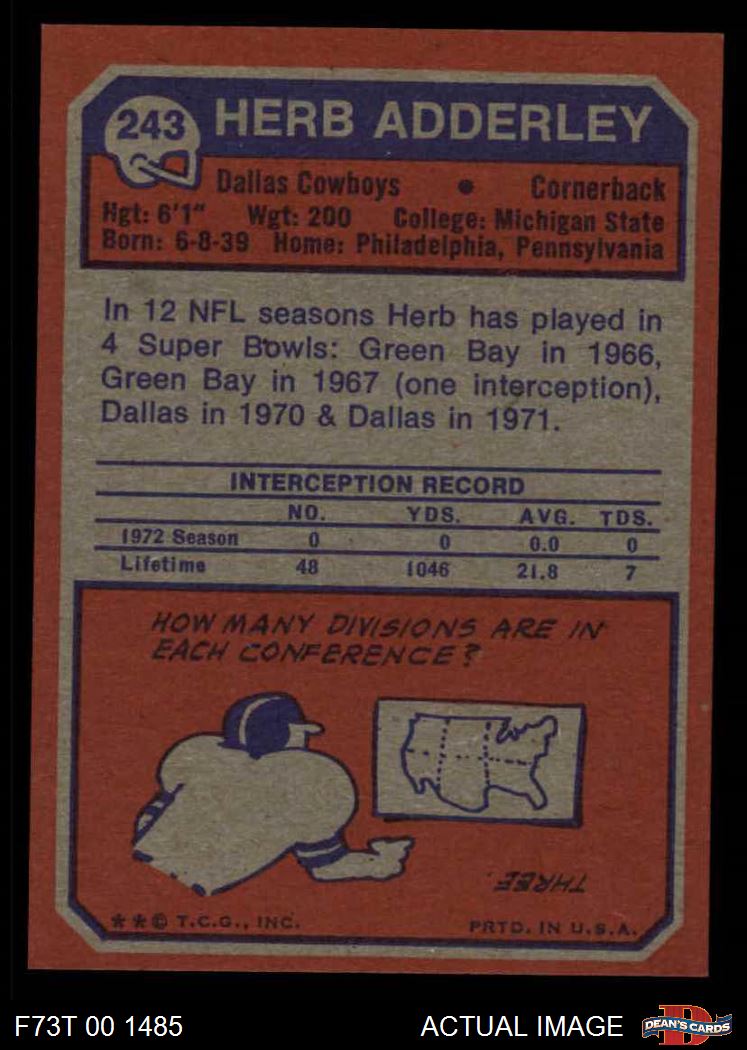 243 HERB ADDERLEY
Dallas Cowboys • Cornerback
Hgt: 6'1" Wgt: 200 College: Michigan State
Born: 6-8-39 Home: Philadelphia, Pennsylvania
In 12 NFL seasons Herb has played in
4 Super Bowls: Green Bay in 1966,
Green Bay in 1967 (one interception),
Dallas in 1970 & Dallas in 1971.
INTERCEPTION RECORD
NO. YDS. AVG. TDS.
1972 Season 0 0 0.0 0
Lifetime 48 1046 21.8 7
HOW MANY DIVISIONS ARE IN
EACH CONFERENCE?
THREE.
**© T.C.G., INC. PRTD. IN U.S.A.
F73T 00 1485 ACTUAL IMAGE D DEAN'S CARDS